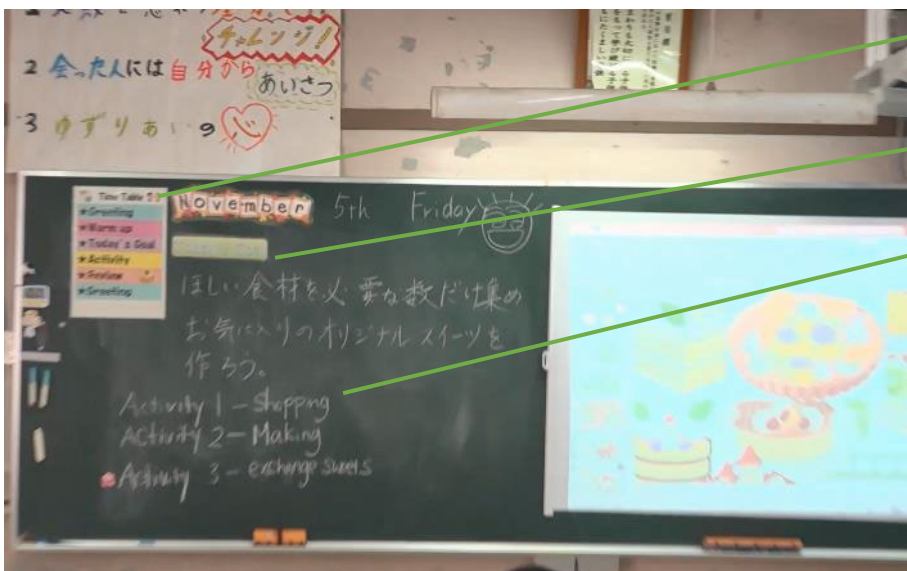 チャレンジ!
2 会った人には自分から
あいさつ
3 ゆずりあいの心
Time Table
★Greeting
★Warm up
★Today's Goal
★Activity
★Review
★Greeting
November 5th Friday
ほしい食材を必要な数だけ集め
お気に入りのオリジナルスイーツを
作ろう。
Activity 1 - Shopping
Activity 2 - Making
Activity 3 - exchange sweets